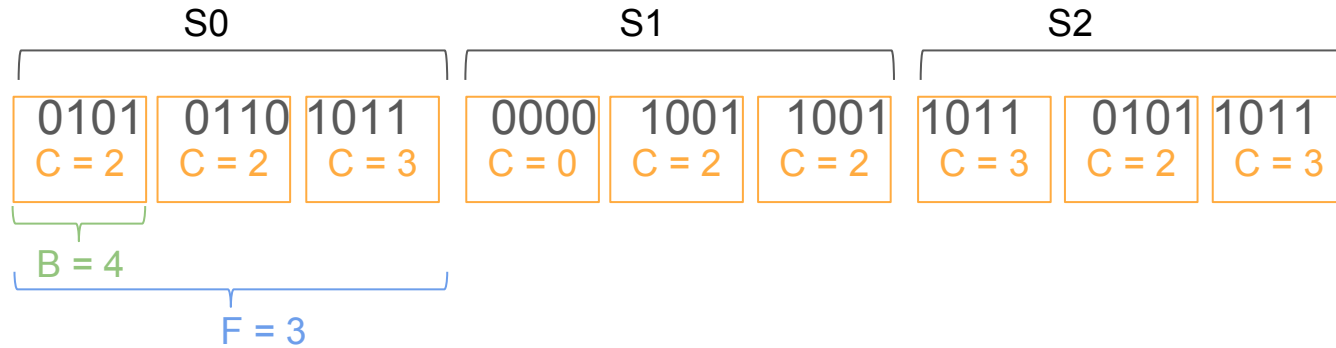 S0 S1 S2
0101 0110 1011 0000 1001 1001 1011 0101 1011
C = 2 C = 2 C = 3 C = 0 C = 2 C = 2 C = 3 C = 2 C = 3
B = 4
F = 3